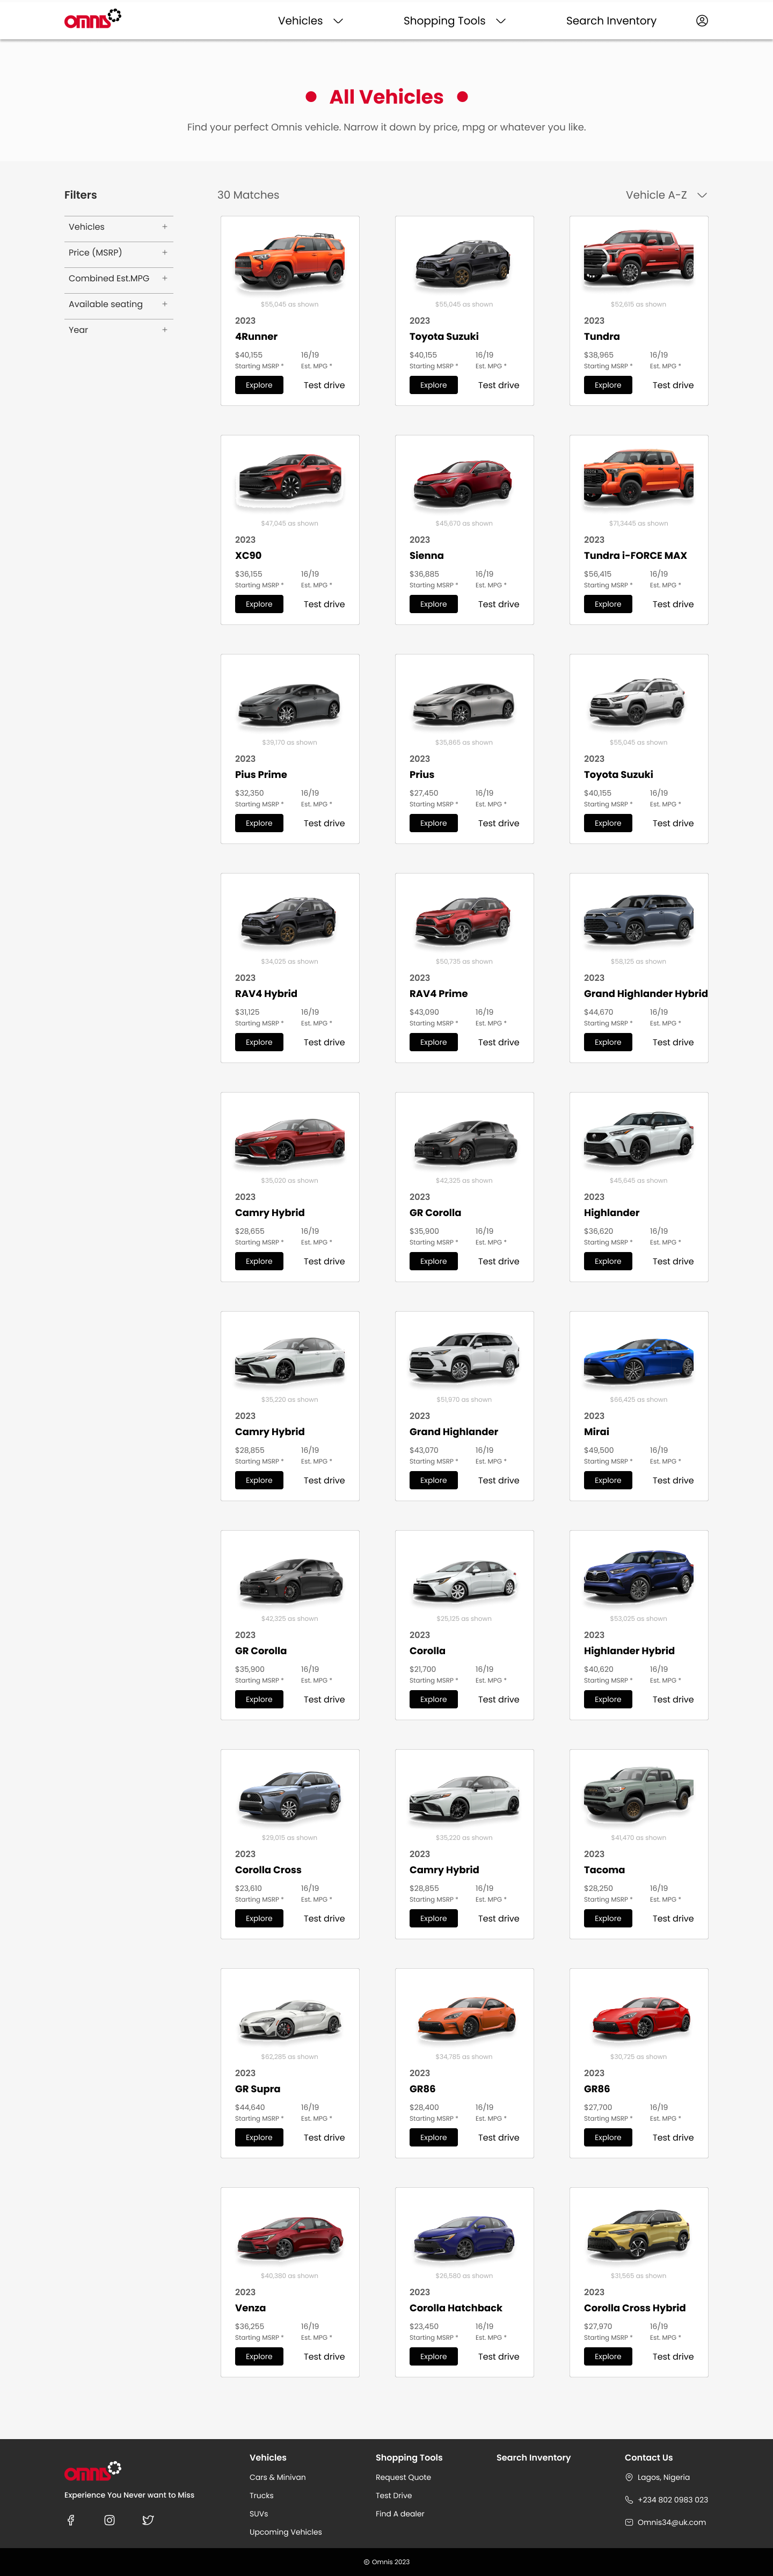 omnis
Vehicles
Shopping Tools
Search Inventory
All Vehicles
Find your perfect Omnis vehicle. Narrow it down by price, mpg or whatever you like.
Filters
Vehicles +
Price (MSRP) +
Combined Est.MPG +
Available seating +
Year +
30 Matches
Vehicle A-Z
$55,045 as shown
2023
4Runner
$40,155 16/19
Starting MSRP * Est. MPG *
Explore Test drive
$55,045 as shown
2023
Toyota Suzuki
$40,155 16/19
Starting MSRP * Est. MPG *
Explore Test drive
$52,615 as shown
2023
Tundra
$38,965 16/19
Starting MSRP * Est. MPG *
Explore Test drive
$47,045 as shown
2023
XC90
$36,155 16/19
Starting MSRP * Est. MPG *
Explore Test drive
$45,670 as shown
2023
Sienna
$36,885 16/19
Starting MSRP * Est. MPG *
Explore Test drive
$71,3445 as shown
2023
Tundra i-FORCE MAX
$56,415 16/19
Starting MSRP * Est. MPG *
Explore Test drive
$39,170 as shown
2023
Pius Prime
$32,350 16/19
Starting MSRP * Est. MPG *
Explore Test drive
$35,865 as shown
2023
Prius
$27,450 16/19
Starting MSRP * Est. MPG *
Explore Test drive
$55,045 as shown
2023
Toyota Suzuki
$40,155 16/19
Starting MSRP * Est. MPG *
Explore Test drive
$34,025 as shown
2023
RAV4 Hybrid
$31,125 16/19
Starting MSRP * Est. MPG *
Explore Test drive
$50,735 as shown
2023
RAV4 Prime
$43,090 16/19
Starting MSRP * Est. MPG *
Explore Test drive
$58,125 as shown
2023
Grand Highlander Hybrid
$44,670 16/19
Starting MSRP * Est. MPG *
Explore Test drive
$35,020 as shown
2023
Camry Hybrid
$28,655 16/19
Starting MSRP * Est. MPG *
Explore Test drive
$42,325 as shown
2023
GR Corolla
$35,900 16/19
Starting MSRP * Est. MPG *
Explore Test drive
$45,645 as shown
2023
Highlander
$36,620 16/19
Starting MSRP * Est. MPG *
Explore Test drive
$35,220 as shown
2023
Camry Hybrid
$28,855 16/19
Starting MSRP * Est. MPG *
Explore Test drive
$51,970 as shown
2023
Grand Highlander
$43,070 16/19
Starting MSRP * Est. MPG *
Explore Test drive
$66,425 as shown
2023
Mirai
$49,500 16/19
Starting MSRP * Est. MPG *
Explore Test drive
$42,325 as shown
2023
GR Corolla
$35,900 16/19
Starting MSRP * Est. MPG *
Explore Test drive
$25,125 as shown
2023
Corolla
$21,700 16/19
Starting MSRP * Est. MPG *
Explore Test drive
$53,025 as shown
2023
Highlander Hybrid
$40,620 16/19
Starting MSRP * Est. MPG *
Explore Test drive
$29,015 as shown
2023
Corolla Cross
$23,610 16/19
Starting MSRP * Est. MPG *
Explore Test drive
$35,220 as shown
2023
Camry Hybrid
$28,855 16/19
Starting MSRP * Est. MPG *
Explore Test drive
$41,470 as shown
2023
Tacoma
$28,250 16/19
Starting MSRP * Est. MPG *
Explore Test drive
$62,285 as shown
2023
GR Supra
$44,640 16/19
Starting MSRP * Est. MPG *
Explore Test drive
$34,785 as shown
2023
GR86
$28,400 16/19
Starting MSRP * Est. MPG *
Explore Test drive
$30,725 as shown
2023
GR86
$27,700 16/19
Starting MSRP * Est. MPG *
Explore Test drive
$40,380 as shown
2023
Venza
$36,255 16/19
Starting MSRP * Est. MPG *
Explore Test drive
$26,580 as shown
2023
Corolla Hatchback
$23,450 16/19
Starting MSRP * Est. MPG *
Explore Test drive
$31,565 as shown
2023
Corolla Cross Hybrid
$27,970 16/19
Starting MSRP * Est. MPG *
Explore Test drive
omnis
Experience You Never want to Miss
Vehicles
Cars & Minivan
Trucks
SUVs
Upcoming Vehicles
Shopping Tools
Request Quote
Test Drive
Find A dealer
Search Inventory
Contact Us
Lagos, Nigeria
+234 802 0983 023
Omnis34@uk.com
© Omnis 2023